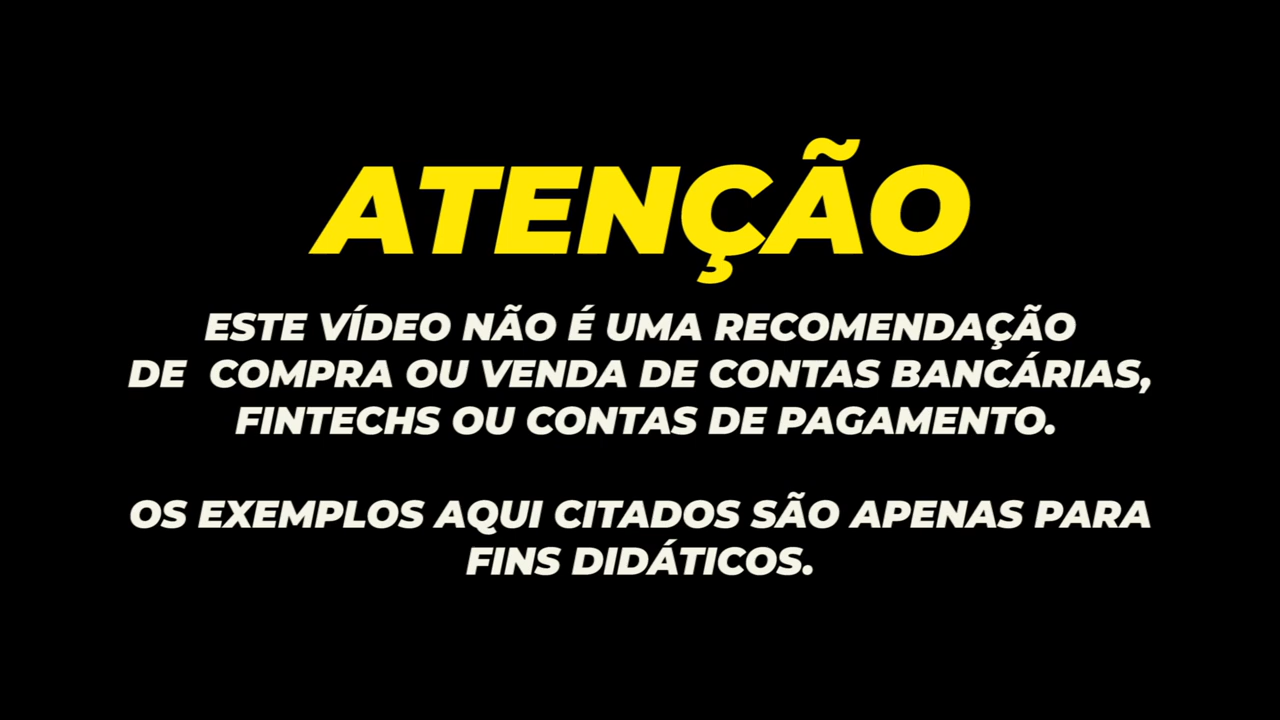 ATENÇÃO
ESTE VÍDEO NÃO É UMA RECOMENDAÇÃO
DE COMPRA OU VENDA DE CONTAS BANCÁRIAS,
FINTECHS OU CONTAS DE PAGAMENTO.
OS EXEMPLOS AQUI CITADOS SÃO APENAS PARA
FINS DIDÁTICOS.